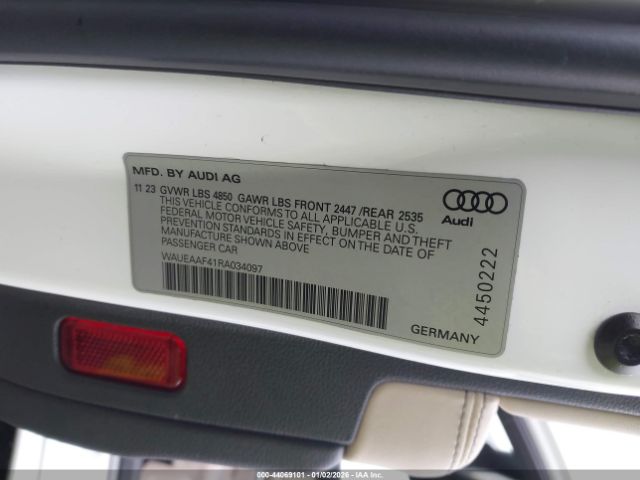 MFD. BY AUDI AG
11 23 GVWR LBS 4850 GAWR LBS FRONT 2447 /REAR 2535
THIS VEHICLE CONFORMS TO ALL APPLICABLE U.S.
FEDERAL MOTOR VEHICLE SAFETY, BUMPER AND THEFT
PREVENTION STANDARDS IN EFFECT ON THE DATE OF
MANUFACTURE SHOWN ABOVE
PASSENGER CAR
WAUEAAF41RA034097
Audi
GERMANY
4450222
000-44069101 - 01/02/2026 - IAA Inc.